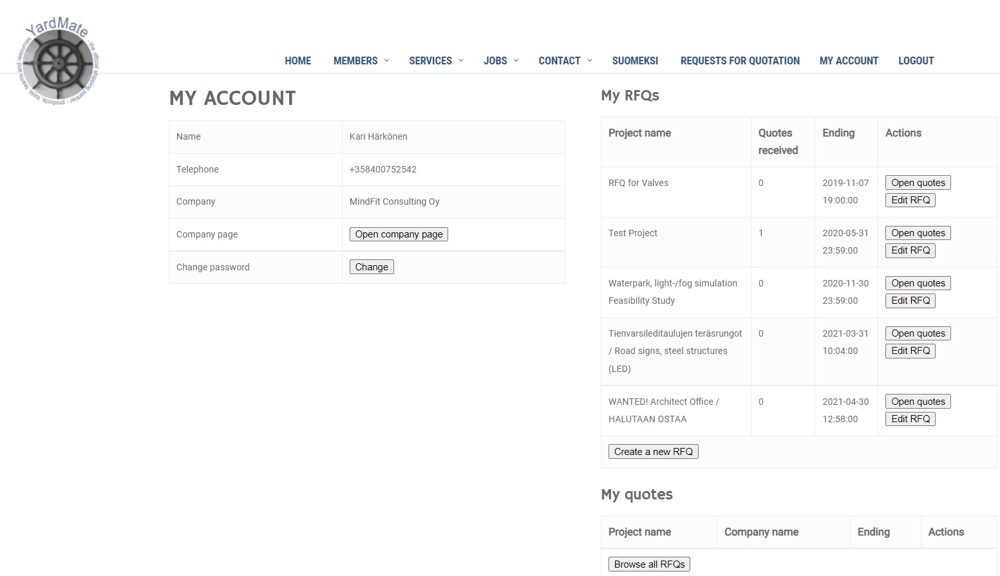 YardMate
- the official shipping partner - products, tools, teams and resources
HOME
MEMBERS
SERVICES
JOBS
CONTACT
SUOMEKSI
REQUESTS FOR QUOTATION
MY ACCOUNT
LOGOUT
MY ACCOUNT
Name Kari Härkönen
Telephone +358400752542
Company MindFit Consulting Oy
Company page Open company page
Change password Change
My RFQs
Project name Quotes Ending Actions
received
RFQ for Valves 0 2019-11-07 Open quotes
19:00:00 Edit RFQ
Test Project 1 2020-05-31 Open quotes
23:59:00 Edit RFQ
Waterpark, light-/fog simulation 0 2020-11-30 Open quotes
Feasibility Study 23:59:00 Edit RFQ
Tienvarsileditaulujen teräsrungot 0 2021-03-31 Open quotes
/ Road signs, steel structures 10:04:00 Edit RFQ
(LED)
WANTED! Architect Office / 0 2021-04-30 Open quotes
HALUTAAN OSTAA 12:58:00 Edit RFQ
Create a new RFQ
My quotes
Project name Company name Ending Actions
Browse all RFQs